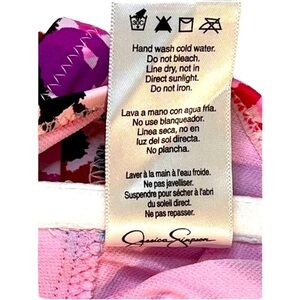 Hand wash cold water.
Do not bleach.
Line dry, not in
Direct sunlight.
Do not iron.
Lava a mano con agua fria.
No use blanqueador.
Linea seca, no en
luz del sol directa.
No plancha.
Laver à la main à l'eau froide.
Ne pas javelliser.
Suspendre pour sécher à l'abri
du soleil direct.
Ne pas repasser.
Jessica Simpson